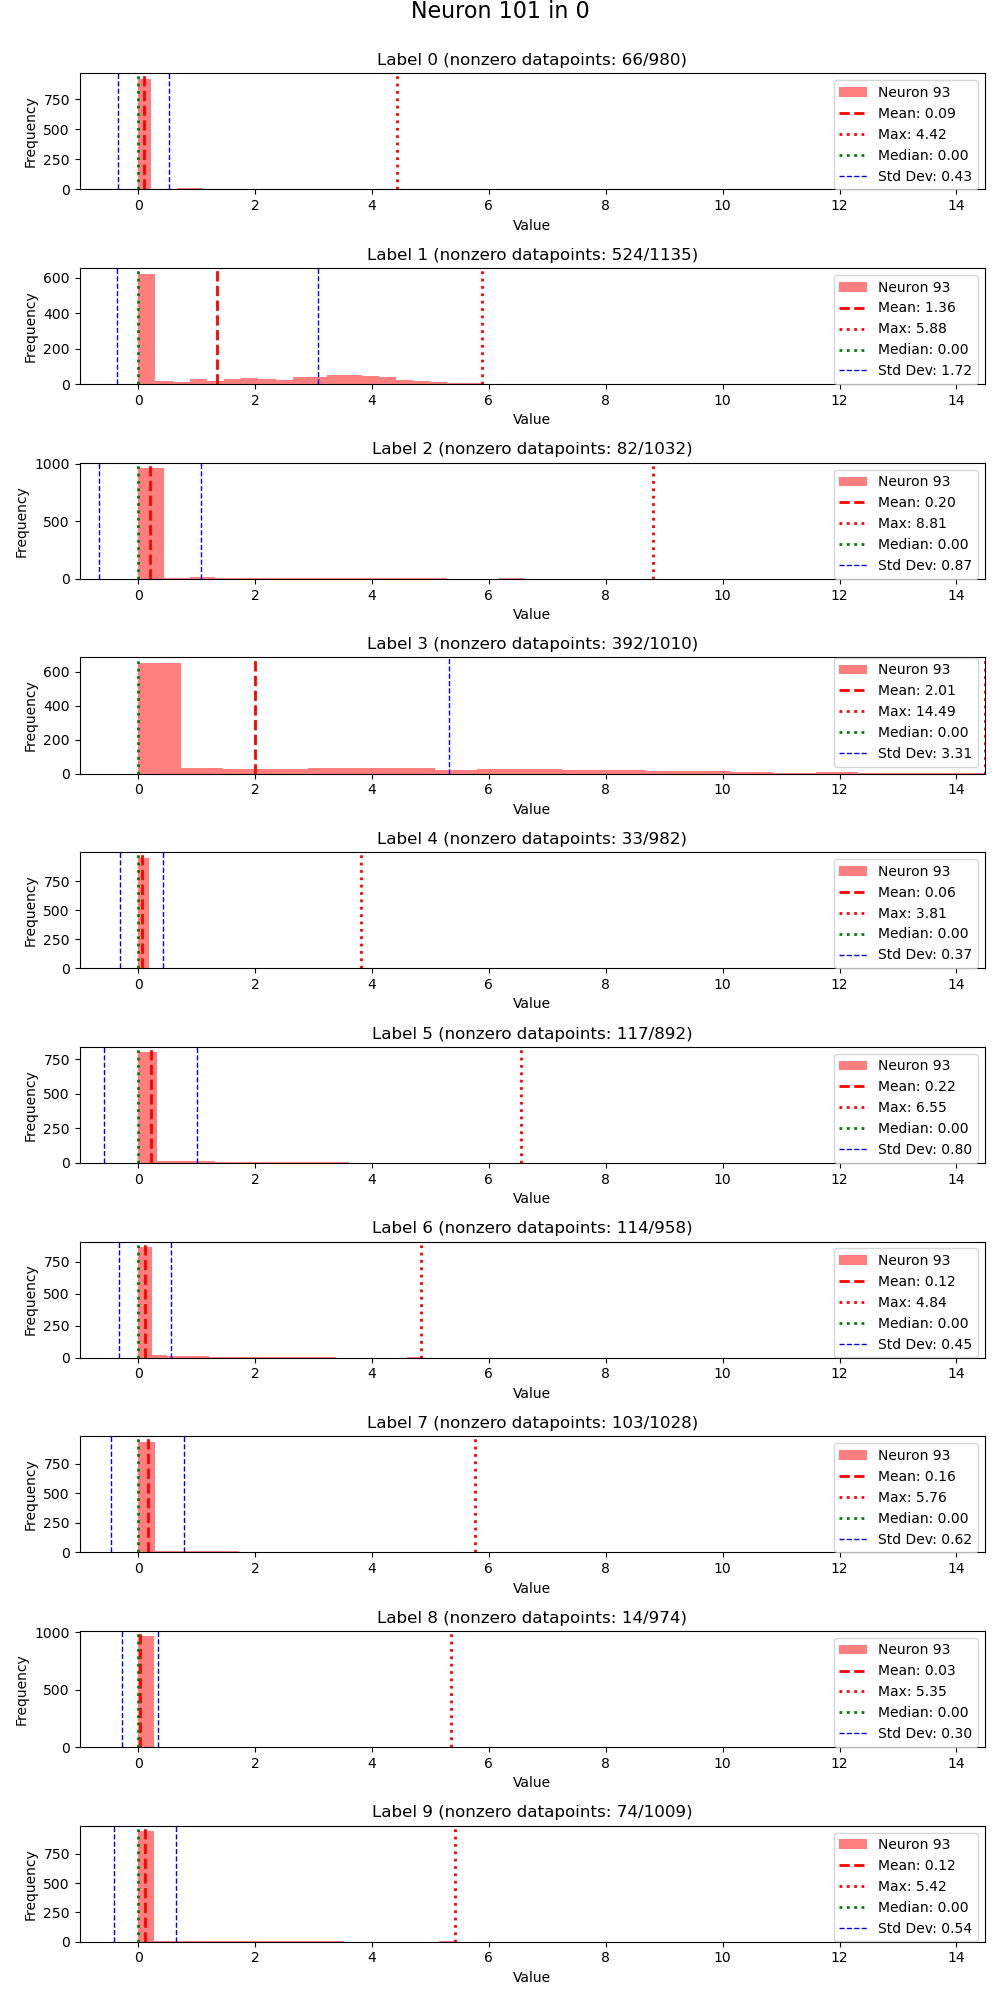 Neuron 101 in 0
Label 0 (nonzero datapoints: 66/980)
Frequency
750
500
250
0
0 2 4 6 8 10 12 14
Value
Neuron 93
Mean: 0.09
Max: 4.42
Median: 0.00
Std Dev: 0.43
Label 1 (nonzero datapoints: 524/1135)
Frequency
600
400
200
0
0 2 4 6 8 10 12 14
Value
Neuron 93
Mean: 1.36
Max: 5.88
Median: 0.00
Std Dev: 1.72
Label 2 (nonzero datapoints: 82/1032)
Frequency
1000
500
0
0 2 4 6 8 10 12 14
Value
Neuron 93
Mean: 0.20
Max: 8.81
Median: 0.00
Std Dev: 0.87
Label 3 (nonzero datapoints: 392/1010)
Frequency
600
400
200
0
0 2 4 6 8 10 12 14
Value
Neuron 93
Mean: 2.01
Max: 14.49
Median: 0.00
Std Dev: 3.31
Label 4 (nonzero datapoints: 33/982)
Frequency
750
500
250
0
0 2 4 6 8 10 12 14
Value
Neuron 93
Mean: 0.06
Max: 3.81
Median: 0.00
Std Dev: 0.37
Label 5 (nonzero datapoints: 117/892)
Frequency
750
500
250
0
0 2 4 6 8 10 12 14
Value
Neuron 93
Mean: 0.22
Max: 6.55
Median: 0.00
Std Dev: 0.80
Label 6 (nonzero datapoints: 114/958)
Frequency
750
500
250
0
0 2 4 6 8 10 12 14
Value
Neuron 93
Mean: 0.12
Max: 4.84
Median: 0.00
Std Dev: 0.45
Label 7 (nonzero datapoints: 103/1028)
Frequency
750
500
250
0
0 2 4 6 8 10 12 14
Value
Neuron 93
Mean: 0.16
Max: 5.76
Median: 0.00
Std Dev: 0.62
Label 8 (nonzero datapoints: 14/974)
Frequency
1000
500
0
0 2 4 6 8 10 12 14
Value
Neuron 93
Mean: 0.03
Max: 5.35
Median: 0.00
Std Dev: 0.30
Label 9 (nonzero datapoints: 74/1009)
Frequency
750
500
250
0
0 2 4 6 8 10 12 14
Value
Neuron 93
Mean: 0.12
Max: 5.42
Median: 0.00
Std Dev: 0.54